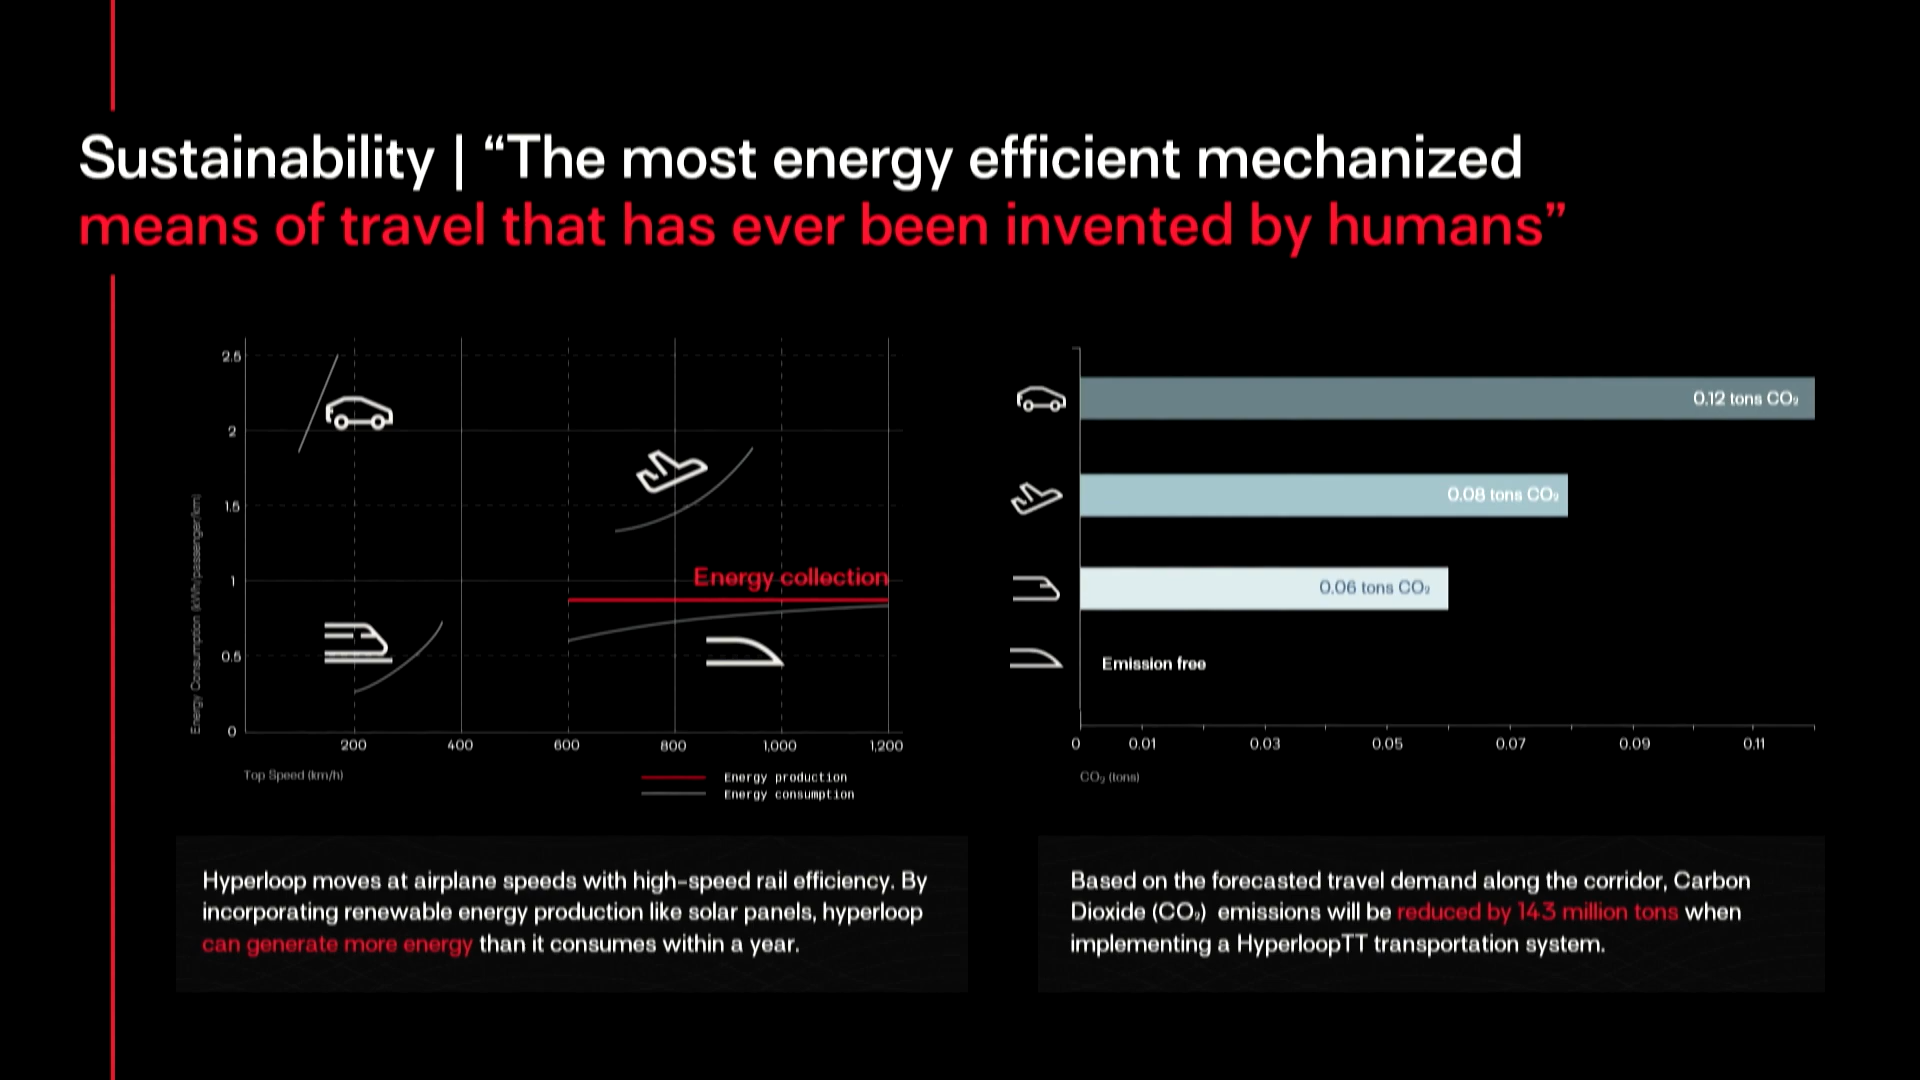 Sustainability | “The most energy efficient mechanized
means of travel that has ever been invented by humans”
2.5
2
1.5
1
0.5
0
Energy Consumption (kWh/passenger/km)
Energy collection
200
400
600
800
1,000
1,200
Top Speed (km/h)
Energy production
Energy consumption
0.12 tons CO₂
0.08 tons CO₂
0.06 tons CO₂
Emission free
0
0.01
0.03
0.05
0.07
0.09
0.11
CO₂ (tons)
Hyperloop moves at airplane speeds with high-speed rail efficiency. By
incorporating renewable energy production like solar panels, hyperloop
can generate more energy than it consumes within a year.
Based on the forecasted travel demand along the corridor, Carbon
Dioxide (CO₂) emissions will be reduced by 143 million tons when
implementing a HyperloopTT transportation system.